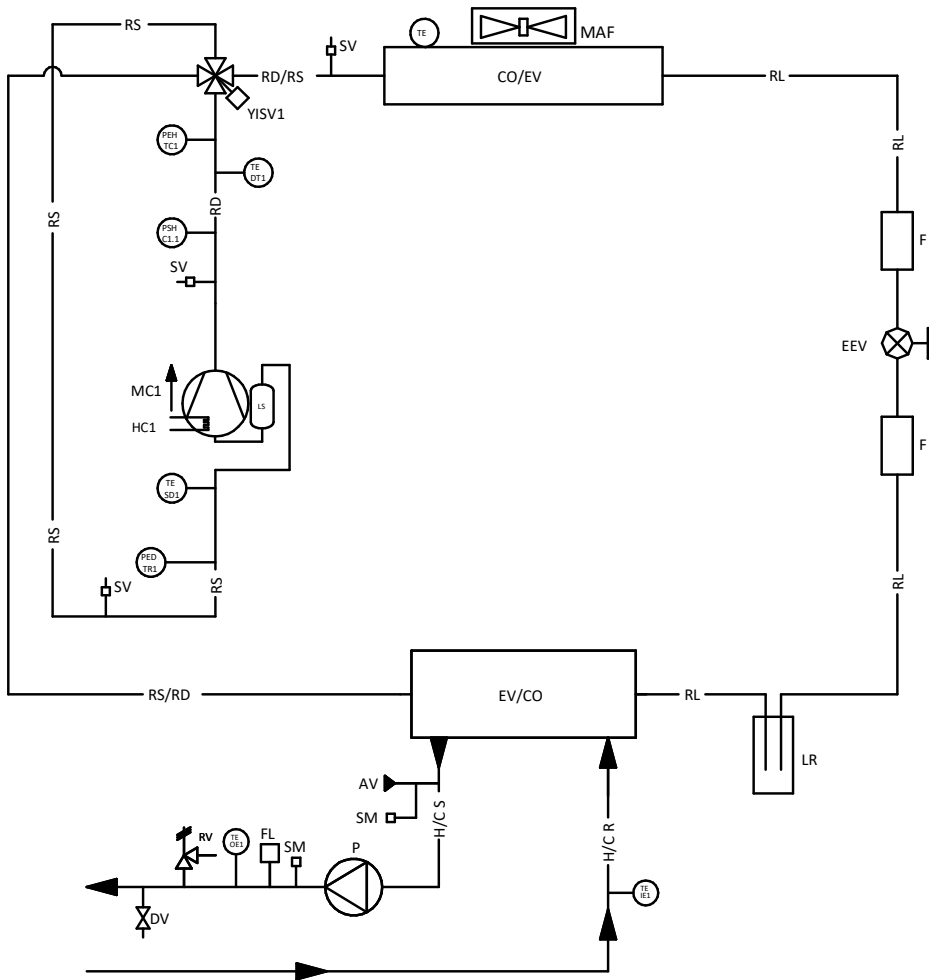 RS
SV
TE
MAF
RD/RS
CO/EV
RL
YISV1
PEH
TC1
TE
DT1
RL
RS
RD
PSH
C1.1
F
SV
EEV
MC1
LS
HC1
F
TE
SD1
RS
PED
TR1
RS
RL
SV
RS/RD
EV/CO
RL
LR
AV
SM
H/C S
H/C R
RV
TE
OE1
FL
SM
P
TE
IE1
DV